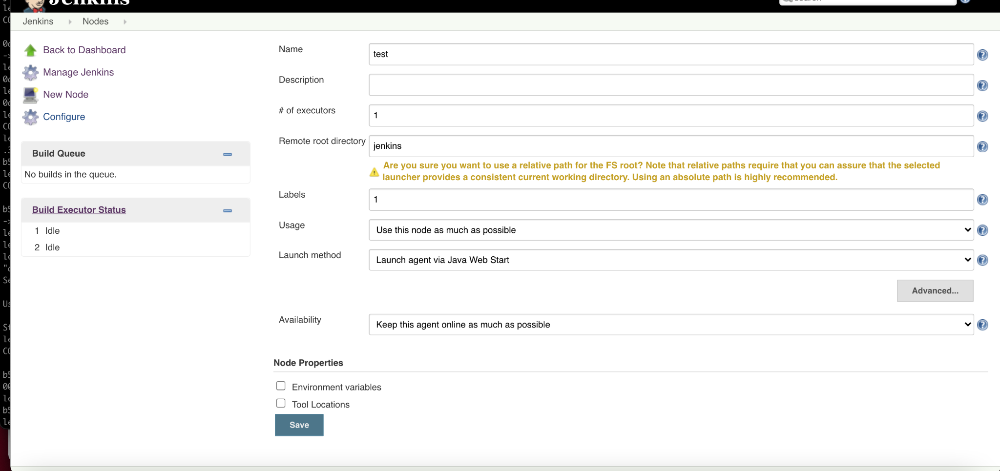 Jenkins
search
Jenkins
Nodes
Back to Dashboard
Manage Jenkins
New Node
Configure
Build Queue
No builds in the queue.
Build Executor Status
1 Idle
2 Idle
Name
test
Description
# of executors
1
Remote root directory
jenkins
Are you sure you want to use a relative path for the FS root? Note that relative paths require that you can assure that the selected
launcher provides a consistent current working directory. Using an absolute path is highly recommended.
Labels
1
Usage
Use this node as much as possible
Launch method
Launch agent via Java Web Start
Advanced...
Availability
Keep this agent online as much as possible
Node Properties
Environment variables
Tool Locations
Save